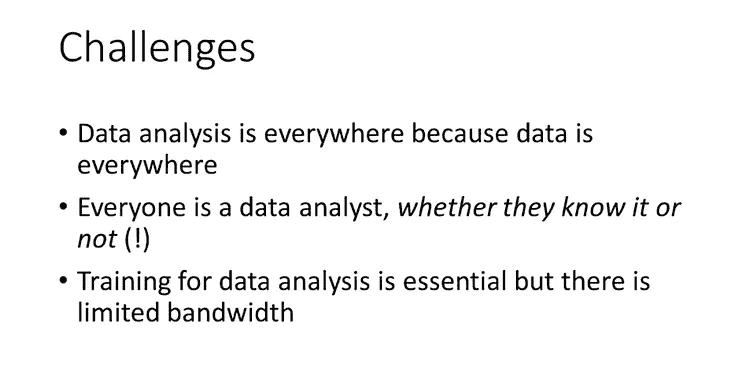 Challenges
• Data analysis is everywhere because data is
everywhere
• Everyone is a data analyst, whether they know it or
not (!)
• Training for data analysis is essential but there is
limited bandwidth